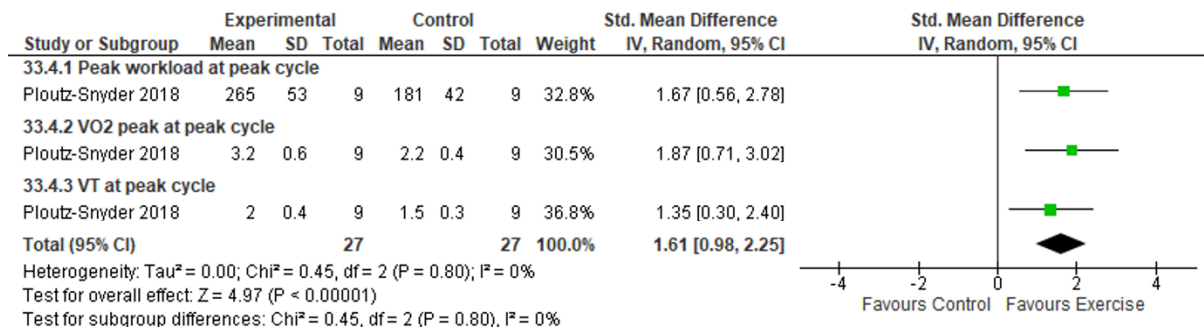 Experimental Control Std. Mean Difference Std. Mean Difference
Study or Subgroup Mean SD Total Mean SD Total Weight IV, Random, 95% CI IV, Random, 95% CI
33.4.1 Peak workload at peak cycle
Ploutz-Snyder 2018 265 53 9 181 42 9 32.8% 1.67 [0.56, 2.78]
33.4.2 VO2 peak at peak cycle
Ploutz-Snyder 2018 3.2 0.6 9 2.2 0.4 9 30.5% 1.87 [0.71, 3.02]
33.4.3 VT at peak cycle
Ploutz-Snyder 2018 2 0.4 9 1.5 0.3 9 36.8% 1.35 [0.30, 2.40]
Total (95% CI) 27 27 100.0% 1.61 [0.98, 2.25]
Heterogeneity: Tau² = 0.00; Chi² = 0.45, df = 2 (P = 0.80); I² = 0%
Test for overall effect: Z = 4.97 (P < 0.00001)
Test for subgroup differences: Chi² = 0.45, df = 2 (P = 0.80), I² = 0%
-4 -2 0 2 4
Favours Control Favours Exercise